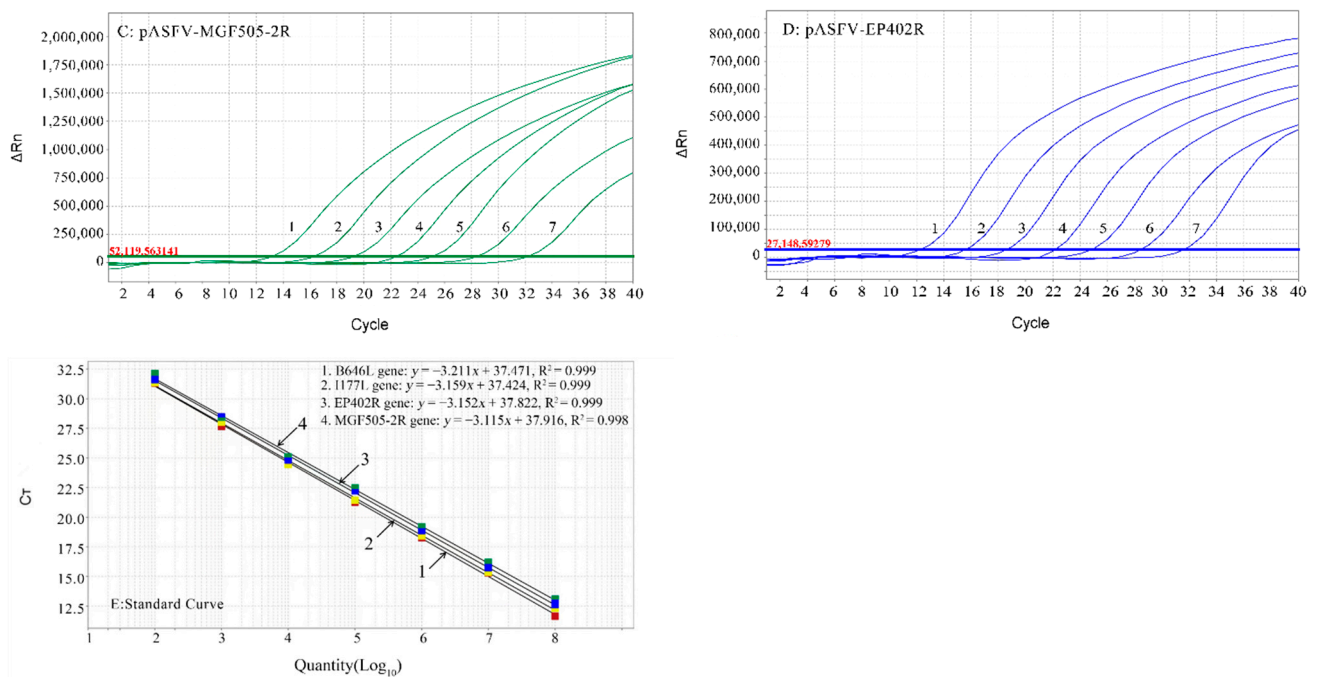 C: pASFV-MGF505-2R
2,000,000
1,750,000
1,500,000
1,250,000
1,000,000
750,000
500,000
250,000
0
ΔRn
52,119.563141
1 2 3 4 5 6 7
2 4 6 8 10 12 14 16 18 20 22 24 26 28 30 32 34 36 38 40
Cycle
D: pASFV-EP402R
800,000
700,000
600,000
500,000
400,000
300,000
200,000
100,000
0
ΔRn
27,148.59279
1 2 3 4 5 6 7
2 4 6 8 10 12 14 16 18 20 22 24 26 28 30 32 34 36 38 40
Cycle
1. B646L gene: y = −3.211x + 37.471, R² = 0.999
2. I177L gene: y = −3.159x + 37.424, R² = 0.999
3. EP402R gene: y = −3.152x + 37.822, R² = 0.999
4. MGF505-2R gene: y = −3.115x + 37.916, R² = 0.998
32.5
30.0
27.5
25.0
22.5
20.0
17.5
15.0
12.5
Cт
4
3
2
1
E:Standard Curve
1 2 3 4 5 6 7 8
Quantity(Log₁₀)